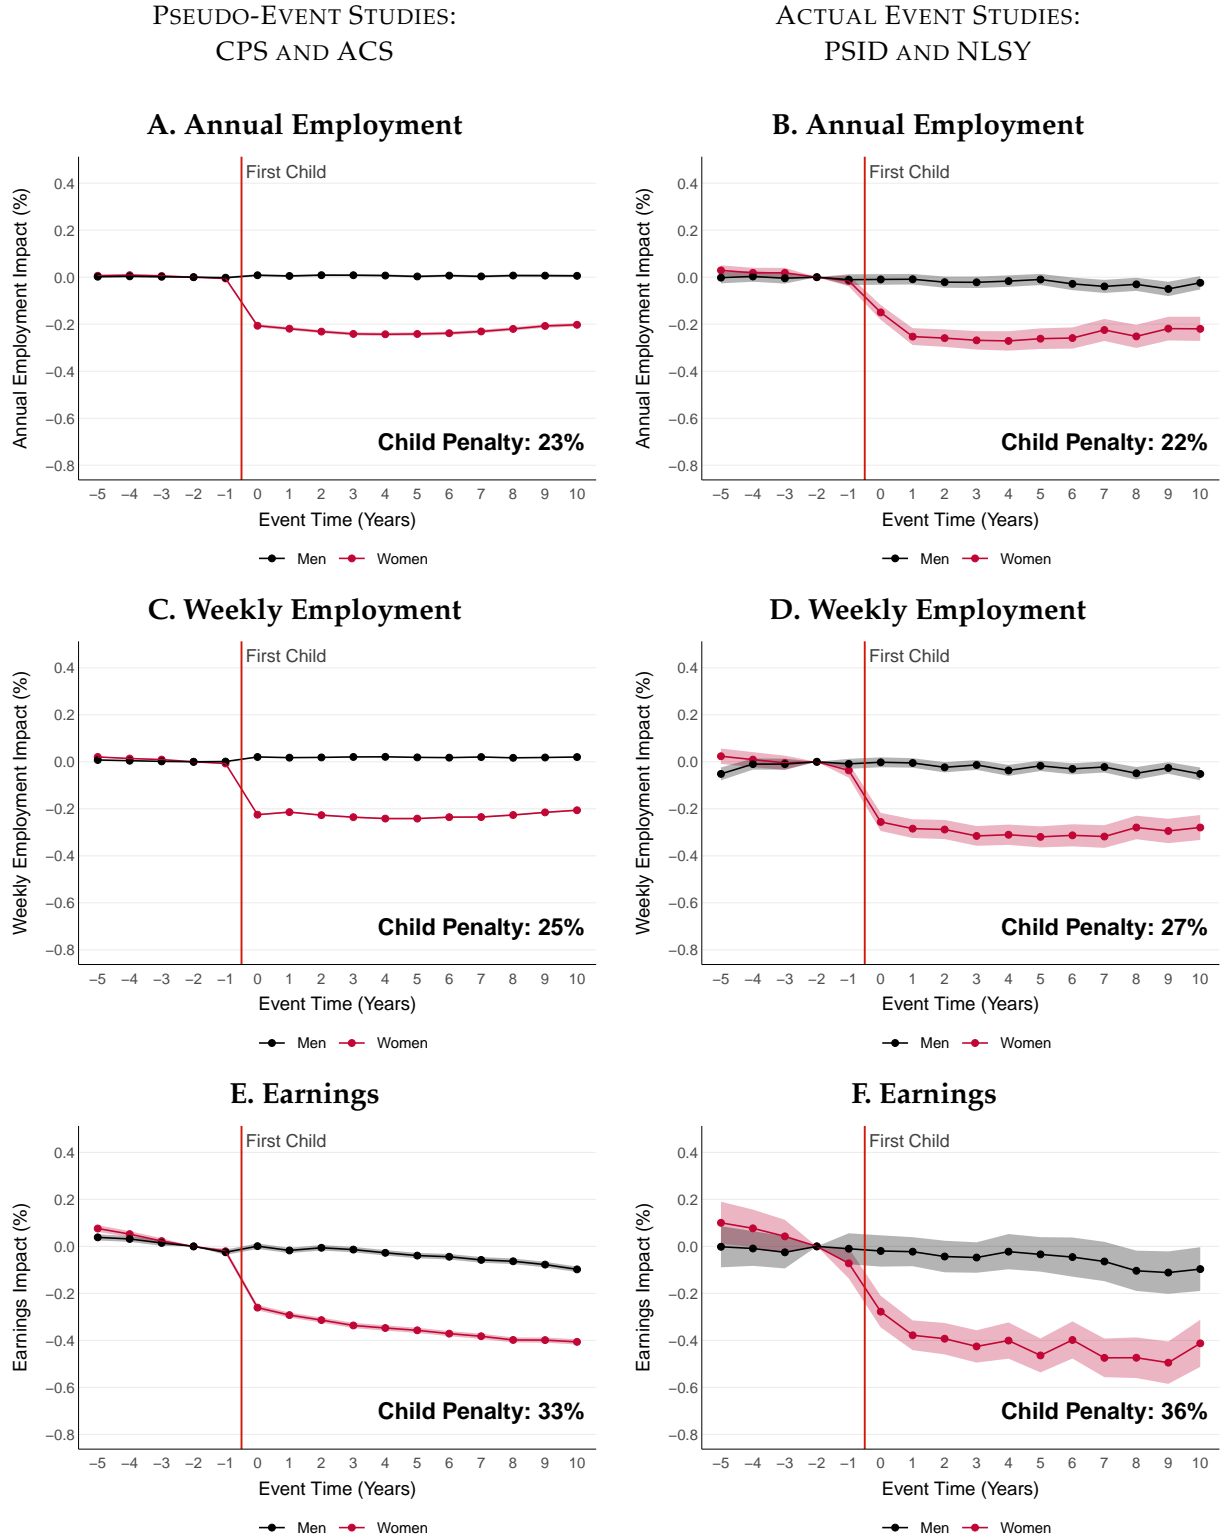 PSEUDO-EVENT STUDIES:
CPS AND ACS
ACTUAL EVENT STUDIES:
PSID AND NLSY
A. Annual Employment
Annual Employment Impact (%)
0.4
0.2
0.0
−0.2
−0.4
−0.6
−0.8
First Child
Child Penalty: 23%
−5 −4 −3 −2 −1 0 1 2 3 4 5 6 7 8 9 10
Event Time (Years)
Men Women
B. Annual Employment
Annual Employment Impact (%)
0.4
0.2
0.0
−0.2
−0.4
−0.6
−0.8
First Child
Child Penalty: 22%
−5 −4 −3 −2 −1 0 1 2 3 4 5 6 7 8 9 10
Event Time (Years)
Men Women
C. Weekly Employment
Weekly Employment Impact (%)
0.4
0.2
0.0
−0.2
−0.4
−0.6
−0.8
First Child
Child Penalty: 25%
−5 −4 −3 −2 −1 0 1 2 3 4 5 6 7 8 9 10
Event Time (Years)
Men Women
D. Weekly Employment
Weekly Employment Impact (%)
0.4
0.2
0.0
−0.2
−0.4
−0.6
−0.8
First Child
Child Penalty: 27%
−5 −4 −3 −2 −1 0 1 2 3 4 5 6 7 8 9 10
Event Time (Years)
Men Women
E. Earnings
Earnings Impact (%)
0.4
0.2
0.0
−0.2
−0.4
−0.6
−0.8
First Child
Child Penalty: 33%
−5 −4 −3 −2 −1 0 1 2 3 4 5 6 7 8 9 10
Event Time (Years)
Men Women
F. Earnings
Earnings Impact (%)
0.4
0.2
0.0
−0.2
−0.4
−0.6
−0.8
First Child
Child Penalty: 36%
−5 −4 −3 −2 −1 0 1 2 3 4 5 6 7 8 9 10
Event Time (Years)
Men Women